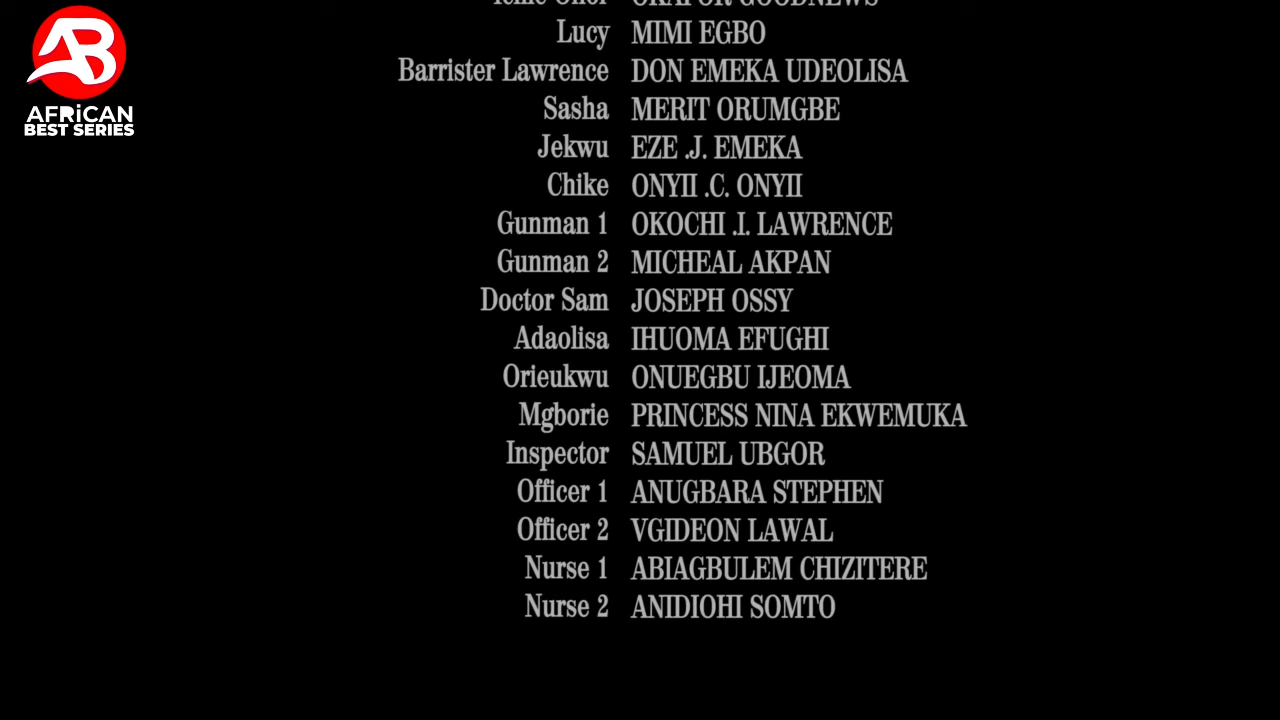 AB
AFRiCAN
BEST SERIES
OKAFOR GOODNEWS
Lucy MIMI EGBO
Barrister Lawrence DON EMEKA UDEOLISA
Sasha MERIT ORUMGBE
Jekwu EZE .J. EMEKA
Chike ONYII .C. ONYII
Gunman 1 OKOCHI .I. LAWRENCE
Gunman 2 MICHEAL AKPAN
Doctor Sam JOSEPH OSSY
Adaolisa IHUOMA EFUGHI
Orieukwu ONUEGBU IJEOMA
Mgborie PRINCESS NINA EKWEMUKA
Inspector SAMUEL UBGOR
Officer 1 ANUGBARA STEPHEN
Officer 2 VGIDEON LAWAL
Nurse 1 ABIAGBULEM CHIZITERE
Nurse 2 ANIDIOHI SOMTO